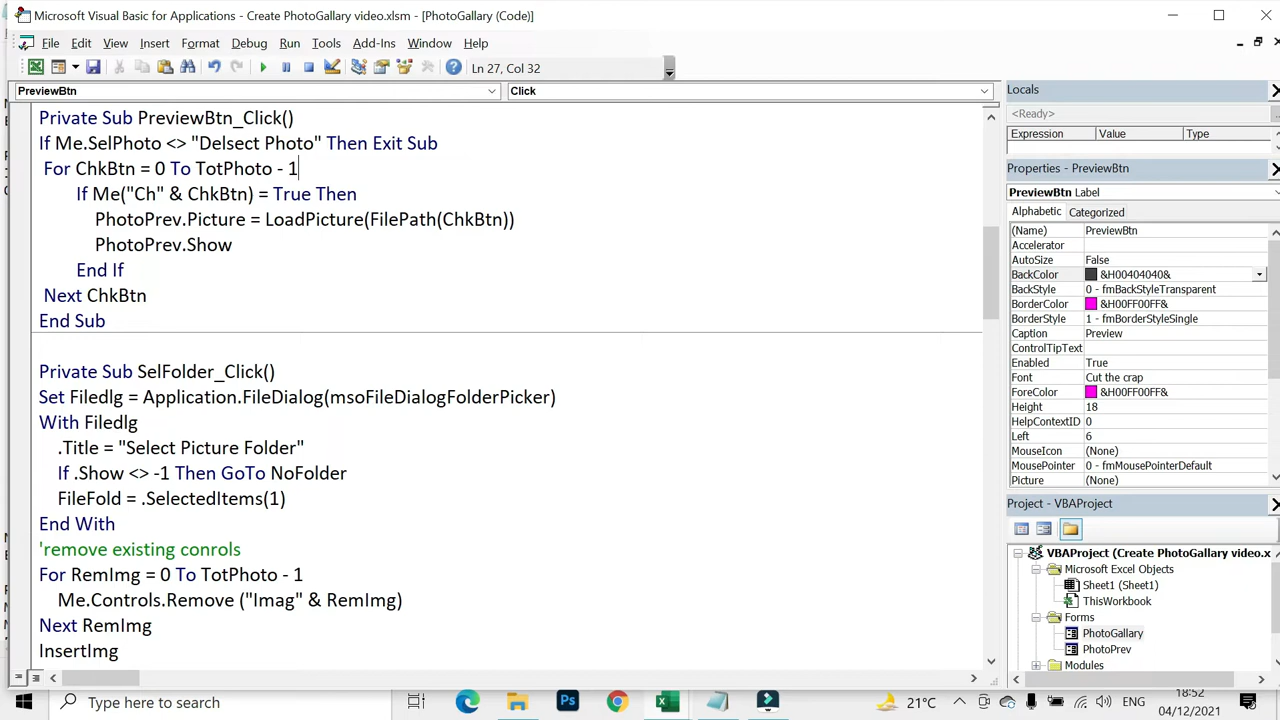 Microsoft Visual Basic for Applications - Create PhotoGallary video.xlsm - [PhotoGallary (Code)]
File Edit View Insert Format Debug Run Tools Add-Ins Window Help
Ln 27, Col 32
PreviewBtn Click
Private Sub PreviewBtn_Click()
If Me.SelPhoto <> "Delsect Photo" Then Exit Sub
For ChkBtn = 0 To TotPhoto - 1
If Me("Ch" & ChkBtn) = True Then
PhotoPrev.Picture = LoadPicture(FilePath(ChkBtn))
PhotoPrev.Show
End If
Next ChkBtn
End Sub
Private Sub SelFolder_Click()
Set Filedlg = Application.FileDialog(msoFileDialogFolderPicker)
With Filedlg
.Title = "Select Picture Folder"
If .Show <> -1 Then GoTo NoFolder
FileFold = .SelectedItems(1)
End With
'remove existing conrols
For RemImg = 0 To TotPhoto - 1
Me.Controls.Remove ("Imag" & RemImg)
Next RemImg
InsertImg
Locals
<Ready>
Expression Value Type
Properties - PreviewBtn
PreviewBtn Label
Alphabetic Categorized
(Name) PreviewBtn
Accelerator
AutoSize False
BackColor &H00404040&
BackStyle 0 - fmBackStyleTransparent
BorderColor &H00FF00FF&
BorderStyle 1 - fmBorderStyleSingle
Caption Preview
ControlTipText
Enabled True
Font Cut the crap
ForeColor &H00FF00FF&
Height 18
HelpContextID 0
Left 6
MouseIcon (None)
MousePointer 0 - fmMousePointerDefault
Picture (None)
Project - VBAProject
VBAProject (Create PhotoGallary video.x
Microsoft Excel Objects
Sheet1 (Sheet1)
ThisWorkbook
Forms
PhotoGallary
PhotoPrev
Modules
Type here to search
Ps
21°C
ENG
18:52
04/12/2021